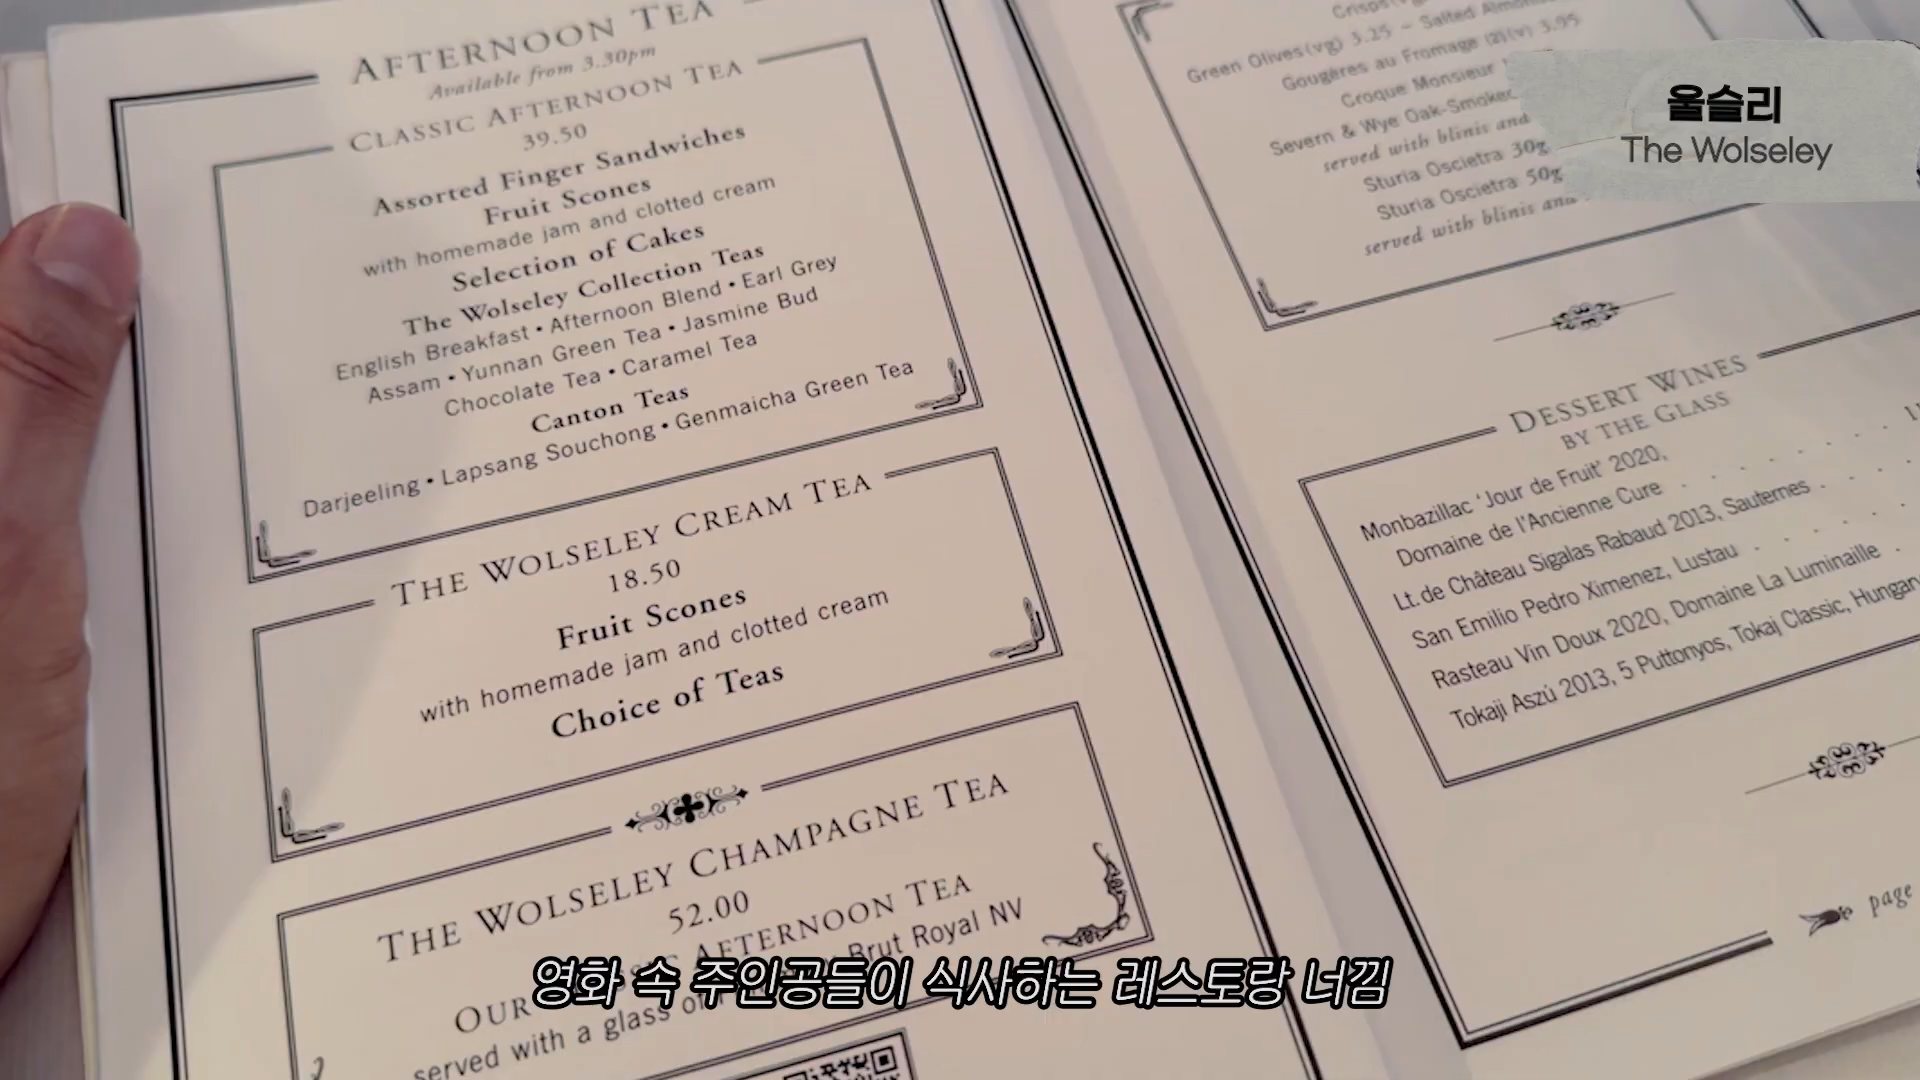 AFTERNOON TEA
Available from 3.30pm
CLASSIC AFTERNOON TEA
39.50
Assorted Finger Sandwiches
Fruit Scones
with homemade jam and clotted cream
Selection of Cakes
The Wolseley Collection Teas
English Breakfast • Afternoon Blend • Earl Grey
Assam • Yunnan Green Tea • Jasmine Bud
Chocolate Tea • Caramel Tea
Canton Teas
Darjeeling • Lapsang Souchong • Genmaicha Green Tea
THE WOLSELEY CREAM TEA
18.50
Fruit Scones
with homemade jam and clotted cream
Choice of Teas
THE WOLSELEY CHAMPAGNE TEA
52.00
OUR AFTERNOON TEA
served with a glass of Brut Royal NV
Crisps
Green Olives (vg) 3.25 ~ Salted
Gougères au Fromage (2)(v) 3.95
Croque Monsieur
Severn & Wye Oak-Smoked
served with blinis and
Sturia Oscietra 30g
Sturia Oscietra 50g
served with blinis and
DESSERT WINES
BY THE GLASS
Monbazillac 'Jour de Fruit' 2020,
Domaine de l'Ancienne Cure
Lt. de Château Sigalas Rabaud 2013, Sauternes
San Emilio Pedro Ximenez, Lustau
Rasteau Vin Doux 2020, Domaine La Luminaille
Tokaji Aszú 2013, 5 Puttonyos, Tokaj Classic,
page
울슬리
The Wolseley
영화 속 주인공들이 식사하는 레스토랑 너낌